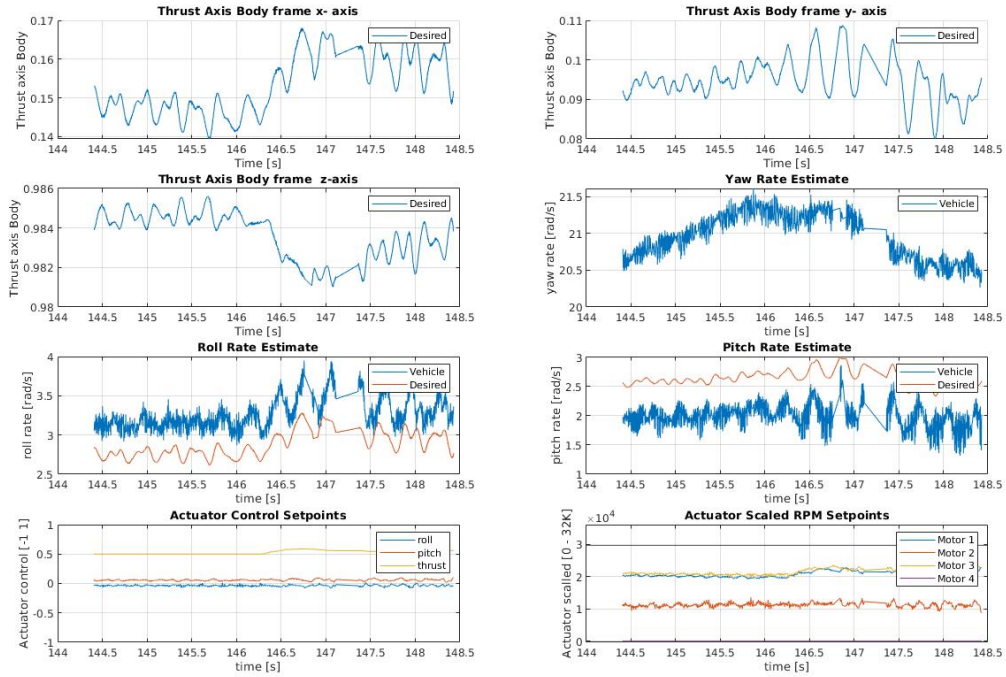 Thrust Axis Body frame x- axis
Thrust axis Body
0.17
0.16
0.15
0.14
Desired
144 144.5 145 145.5 146 146.5 147 147.5 148 148.5
Time [s]
Thrust Axis Body frame y- axis
Thrust axis Body
0.11
0.1
0.09
0.08
Desired
144 144.5 145 145.5 146 146.5 147 147.5 148 148.5
Time [s]
Thrust Axis Body frame  z-axis
Thrust axis Body
0.986
0.984
0.982
0.98
Desired
144 144.5 145 145.5 146 146.5 147 147.5 148 148.5
Time [s]
Yaw Rate Estimate
yaw rate [rad/s]
21.5
21
20.5
20
Vehicle
144 144.5 145 145.5 146 146.5 147 147.5 148 148.5
time [s]
Roll Rate Estimate
roll rate [rad/s]
4
3.5
3
2.5
Vehicle
Desired
144 144.5 145 145.5 146 146.5 147 147.5 148 148.5
time [s]
Pitch Rate Estimate
pitch rate [rad/s]
3
2.5
2
1.5
1
Vehicle
Desired
144 144.5 145 145.5 146 146.5 147 147.5 148 148.5
time [s]
Actuator Control Setpoints
Actuator control [-1 1]
1
0.5
0
-0.5
-1
roll
pitch
thrust
144 144.5 145 145.5 146 146.5 147 147.5 148 148.5
time [s]
Actuator Scaled RPM Setpoints
Actuator scalled [0 - 32K]
×10⁴
3
2
1
0
Motor 1
Motor 2
Motor 3
Motor 4
144 144.5 145 145.5 146 146.5 147 147.5 148 148.5
time [s]